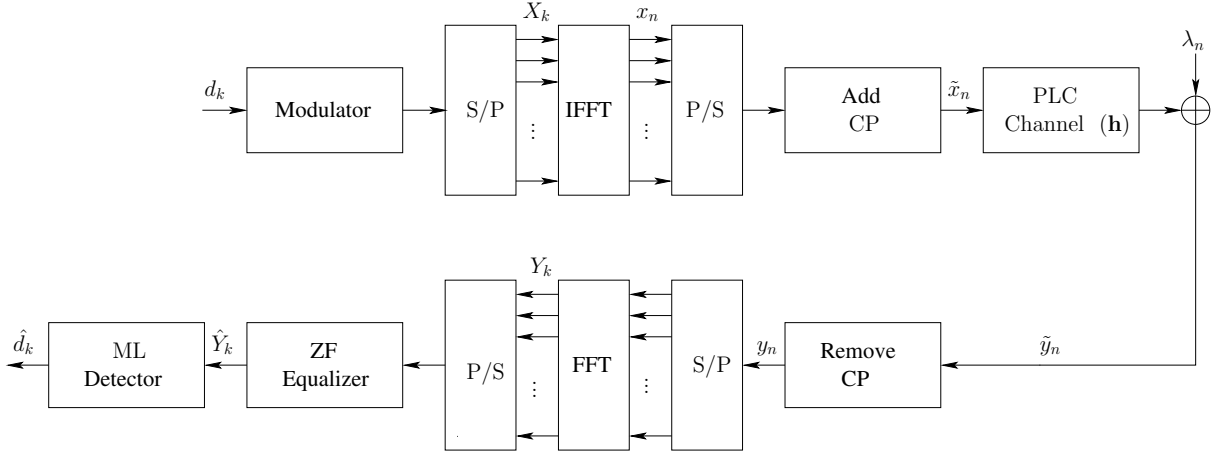 X_k
x_n
λ_n
d_k
Modulator
S/P
⋮
IFFT
⋮
P/S
Add
CP
x̃_n
PLC
Channel (h)
Y_k
d̂_k
ML
Detector
Ŷ_k
ZF
Equalizer
P/S
⋮
FFT
⋮
S/P
y_n
Remove
CP
ỹ_n